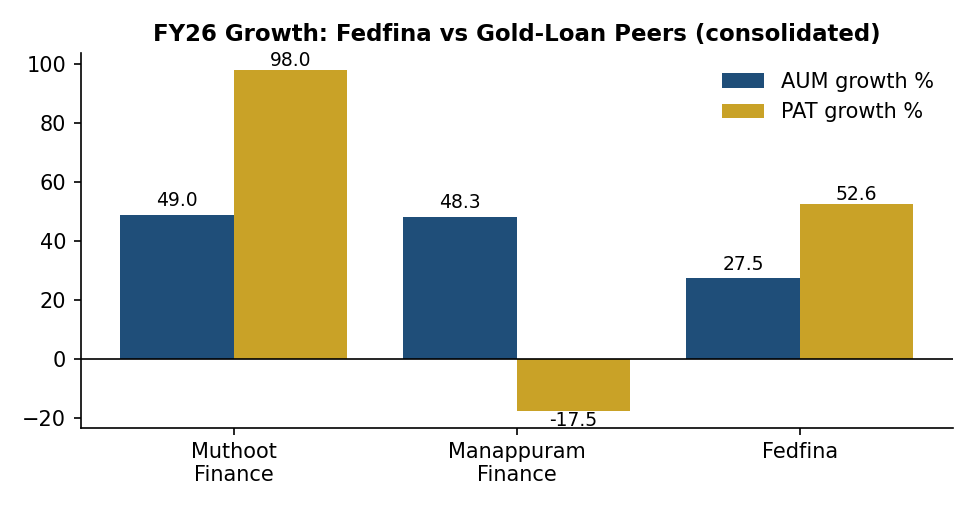 FY26 Growth: Fedfina vs Gold-Loan Peers (consolidated)
AUM growth %
PAT growth %
100
80
60
40
20
0
−20
49.0
98.0
48.3
-17.5
27.5
52.6
Muthoot
Finance
Manappuram
Finance
Fedfina